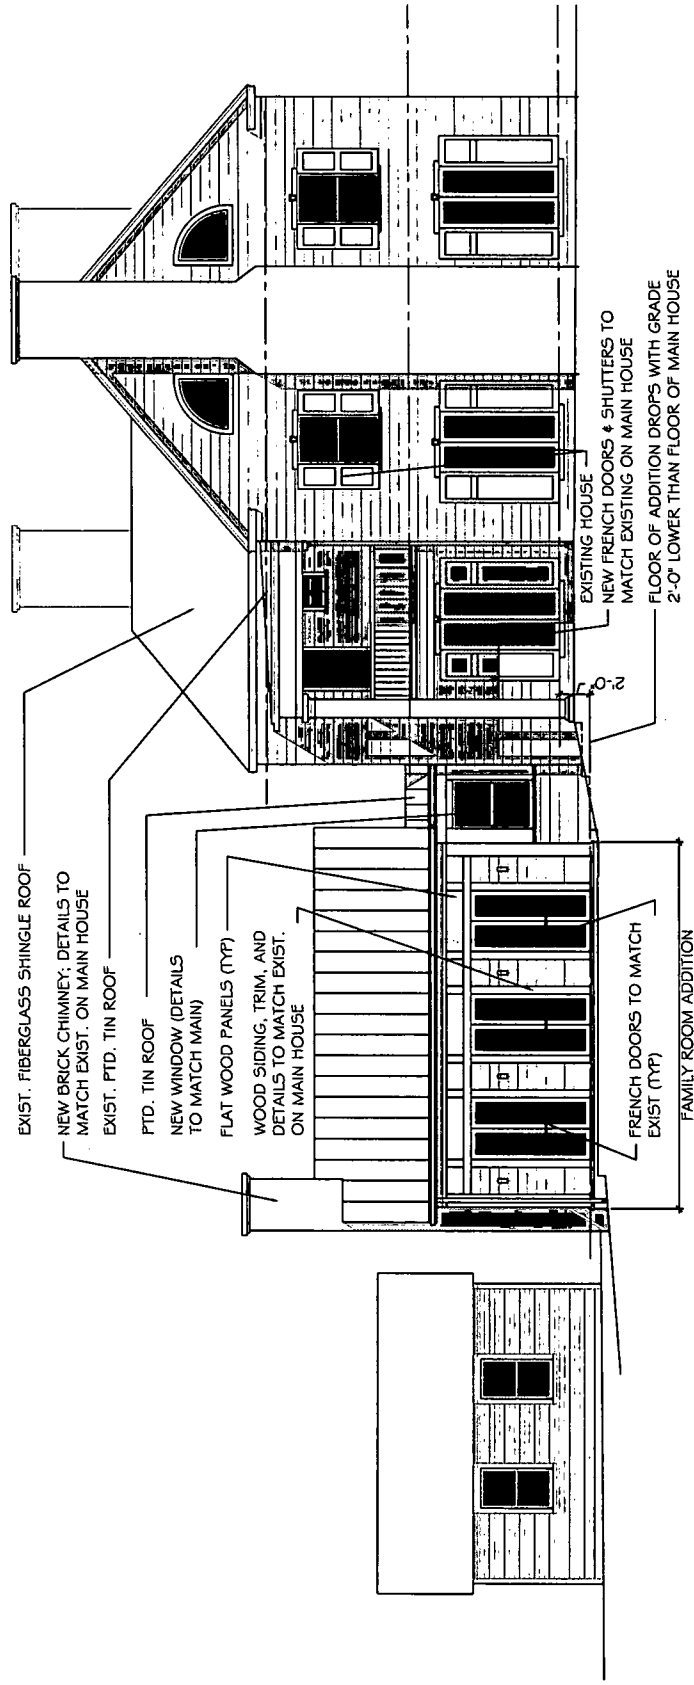 EXIST. FIBERGLASS SHINGLE ROOF
NEW BRICK CHIMNEY; DETAILS TO
MATCH EXIST. ON MAIN HOUSE
EXIST. PTD. TIN ROOF
PTD. TIN ROOF
NEW WINDOW (DETAILS
TO MATCH MAIN)
FLAT WOOD PANELS (TYP)
WOOD SIDING, TRIM, AND
DETAILS TO MATCH EXIST.
ON MAIN HOUSE
EXISTING HOUSE
NEW FRENCH DOORS & SHUTTERS TO
MATCH EXISTING ON MAIN HOUSE
FLOOR OF ADDITION DROPS WITH GRADE
2'-0" LOWER THAN FLOOR OF MAIN HOUSE
2'-0"
FRENCH DOORS TO MATCH
EXIST (TYP)
FAMILY ROOM ADDITION